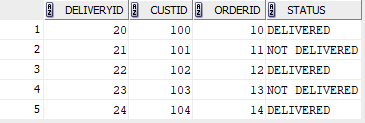 DELIVERYID CUSTID ORDERID STATUS
1 20 100 10 DELIVERED
2 21 101 11 NOT DELIVERED
3 22 102 12 DELIVERED
4 23 103 13 NOT DELIVERED
5 24 104 14 DELIVERED